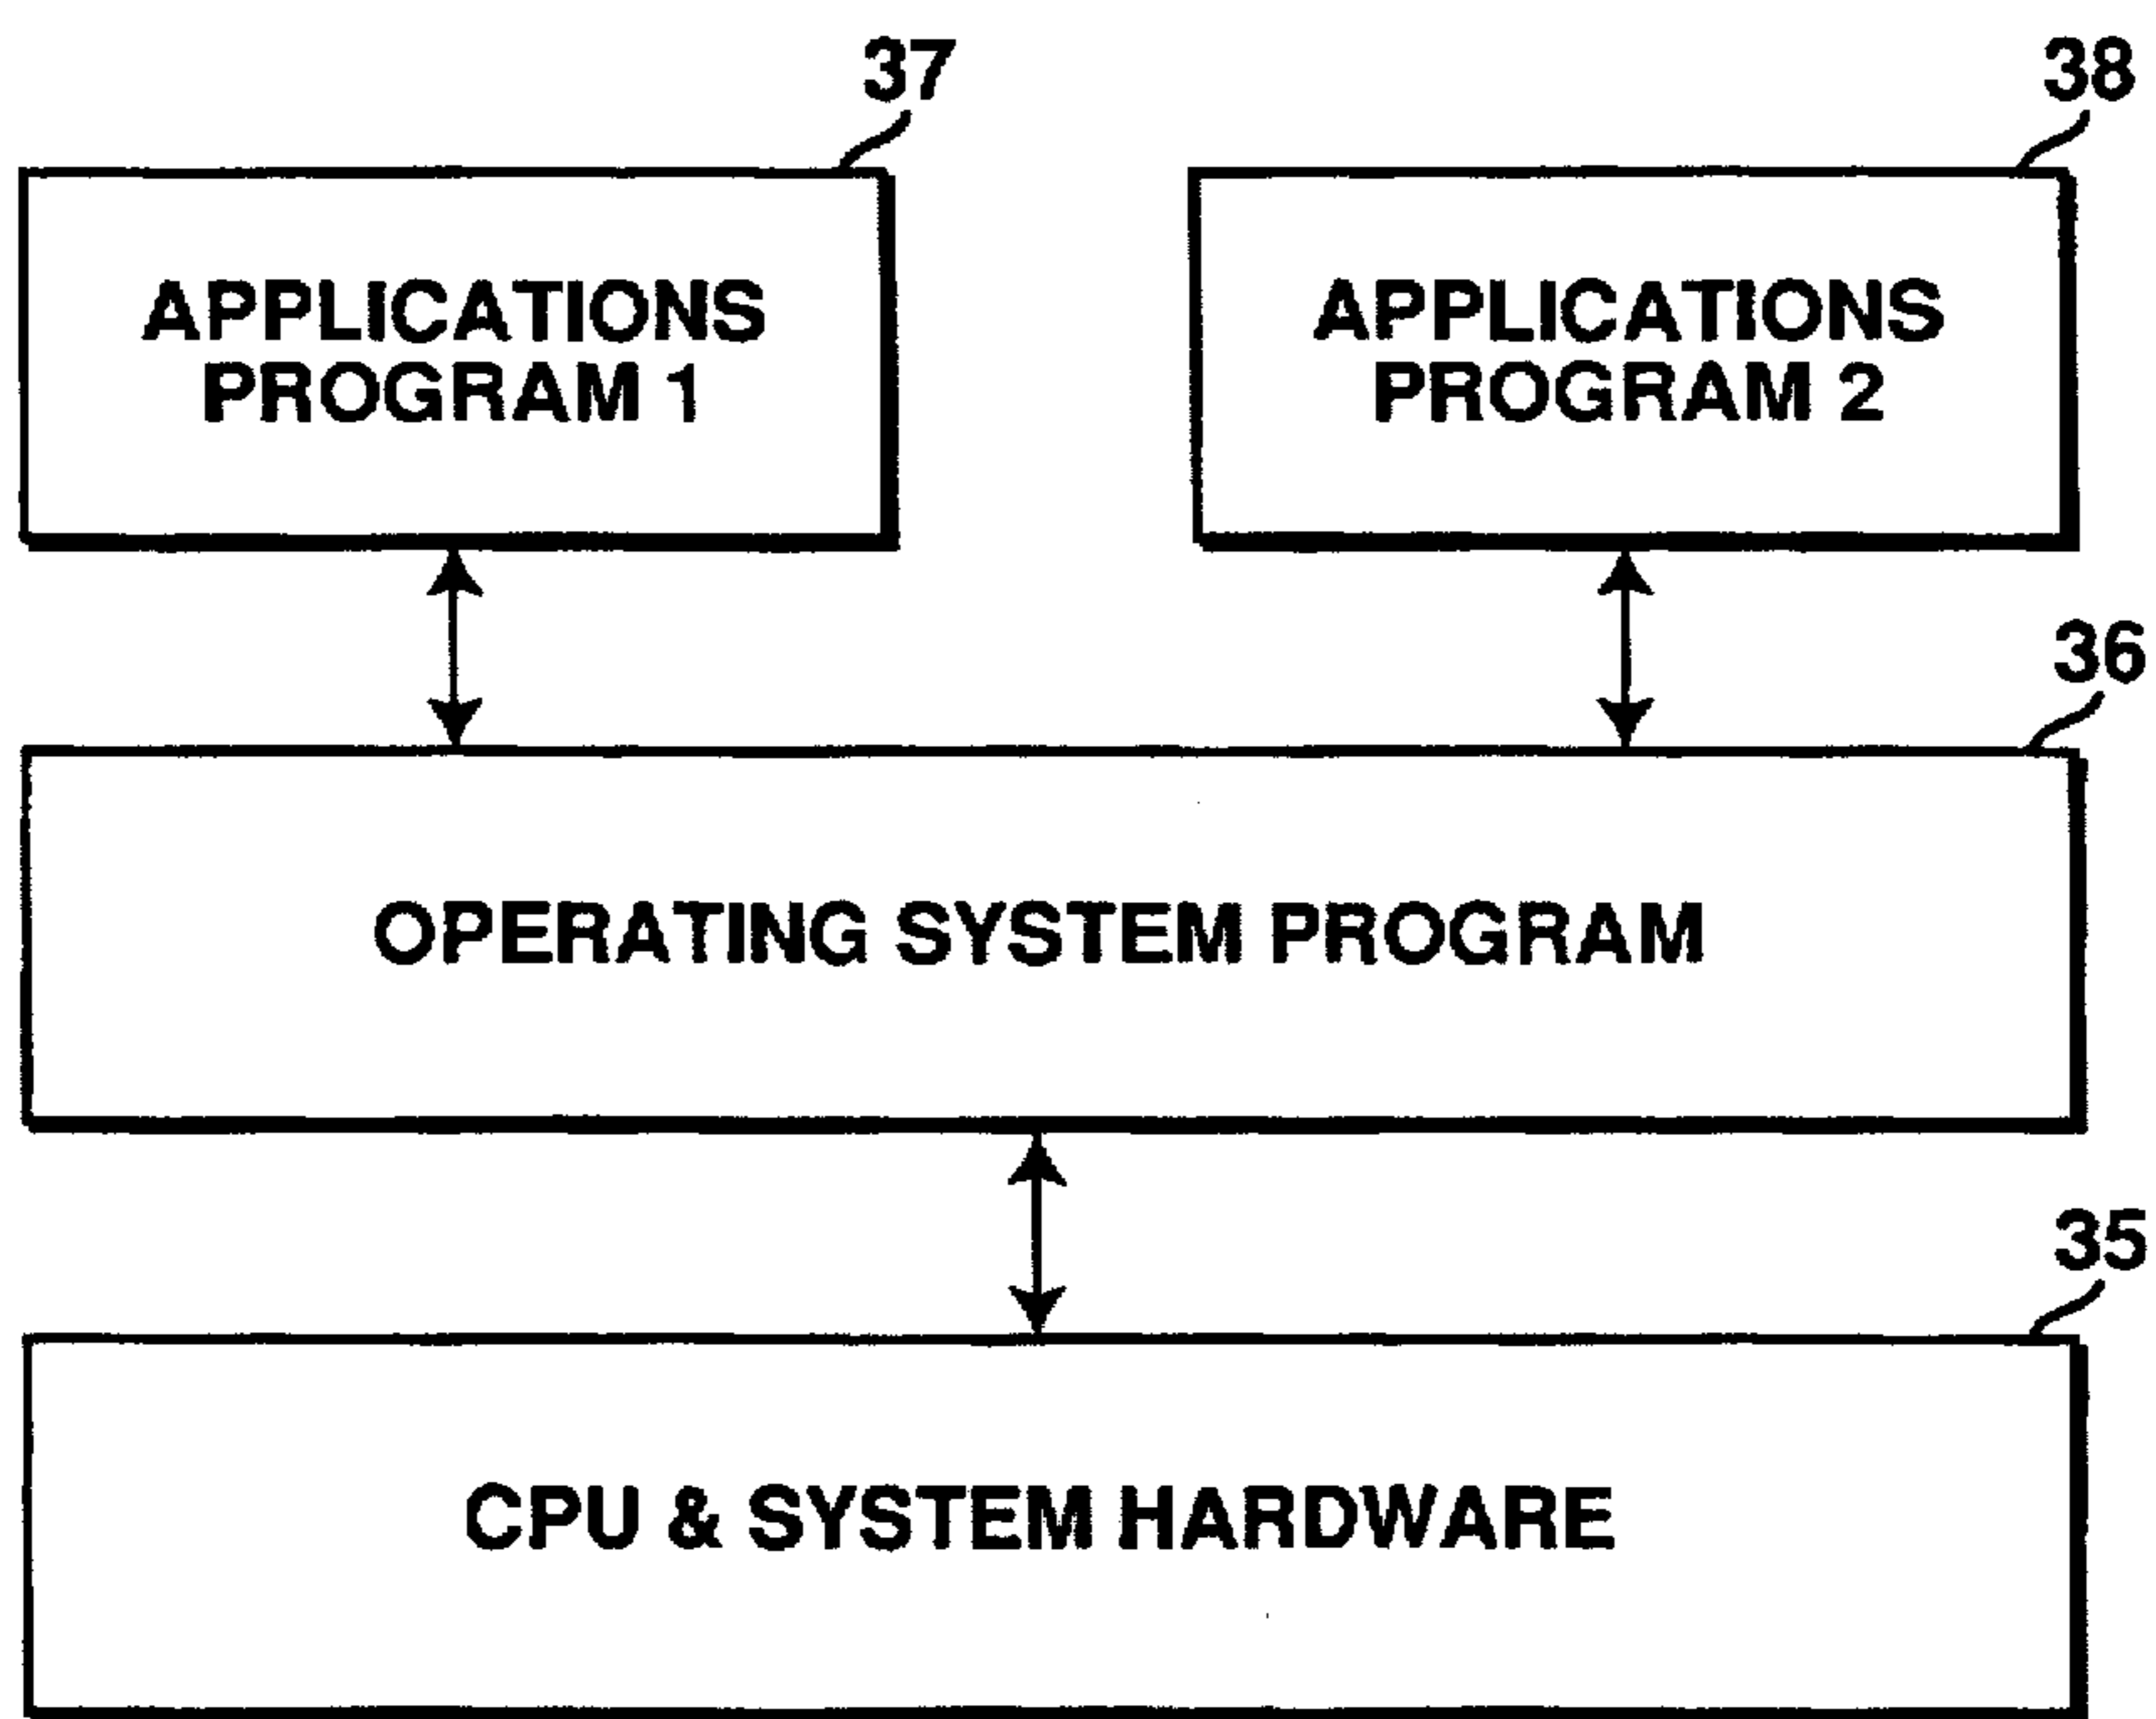 37
38
APPLICATIONS
PROGRAM 1
APPLICATIONS
PROGRAM 2
36
OPERATING SYSTEM PROGRAM
35
CPU & SYSTEM HARDWARE